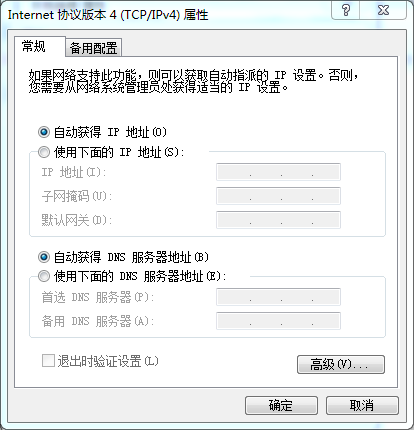 Internet 协议版本 4 (TCP/IPv4) 属性
常规 备用配置
如果网络支持此功能，则可以获取自动指派的 IP 设置。否则，
您需要从网络系统管理员处获得适当的 IP 设置。
自动获得 IP 地址(O)
使用下面的 IP 地址(S):
IP 地址(I):
子网掩码(U):
默认网关(D):
自动获得 DNS 服务器地址(B)
使用下面的 DNS 服务器地址(E):
首选 DNS 服务器(P):
备用 DNS 服务器(A):
退出时验证设置(L)
高级(V)...
确定 取消